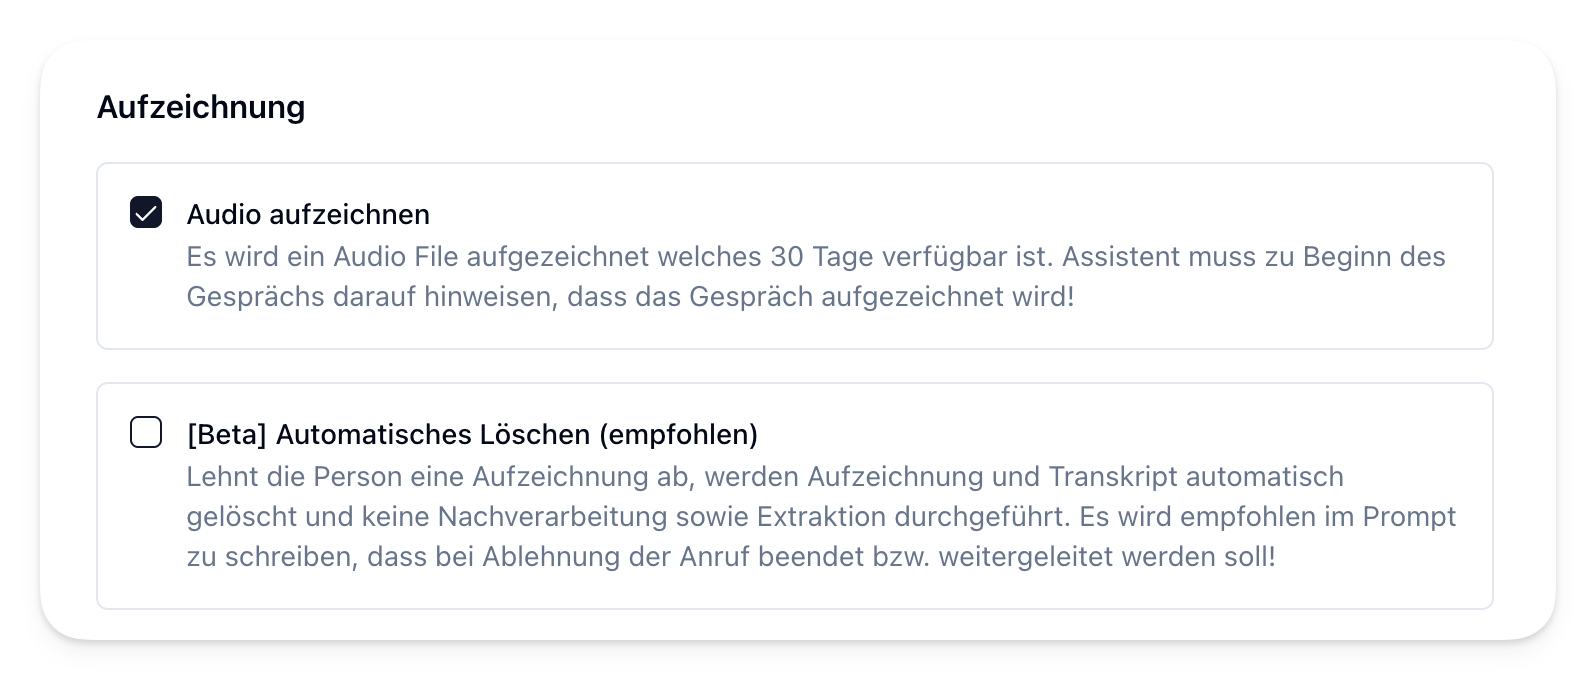 Aufzeichnung
Audio aufzeichnen
Es wird ein Audio File aufgezeichnet welches 30 Tage verfügbar ist. Assistent muss zu Beginn des
Gesprächs darauf hinweisen, dass das Gespräch aufgezeichnet wird!
[Beta] Automatisches Löschen (empfohlen)
Lehnt die Person eine Aufzeichnung ab, werden Aufzeichnung und Transkript automatisch
gelöscht und keine Nachverarbeitung sowie Extraktion durchgeführt. Es wird empfohlen im Prompt
zu schreiben, dass bei Ablehnung der Anruf beendet bzw. weitergeleitet werden soll!